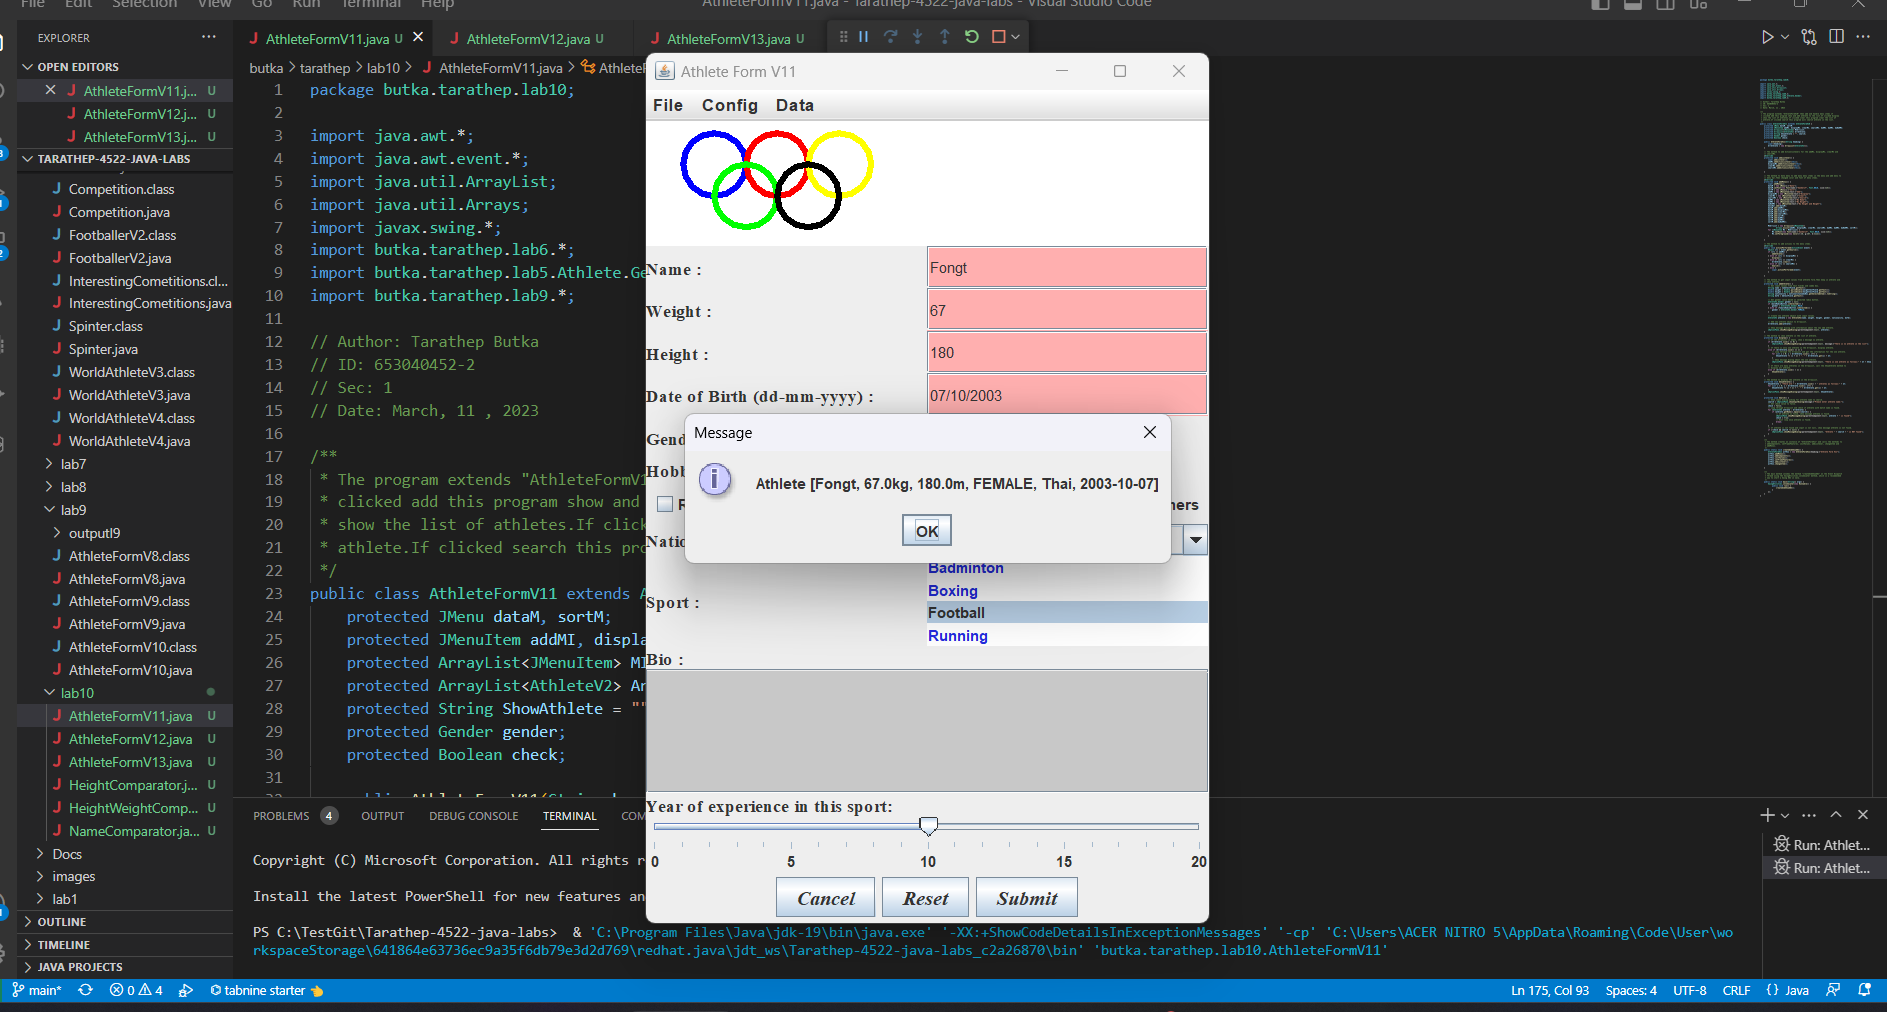 File Edit Selection View Go Run Terminal Help
AthleteFormV11.java - Tarathep-4522-java-labs - Visual Studio Code
EXPLORER
OPEN EDITORS
AthleteFormV11.j... U
AthleteFormV12.j... U
AthleteFormV13.j... U
TARATHEP-4522-JAVA-LABS
Competition.class
Competition.java
FootballerV2.class
FootballerV2.java
InterestingCometitions.cl...
InterestingCometitions.java
Spinter.class
Spinter.java
WorldAthleteV3.class
WorldAthleteV3.java
WorldAthleteV4.class
WorldAthleteV4.java
lab7
lab8
lab9
outputl9
AthleteFormV8.class
AthleteFormV8.java
AthleteFormV9.class
AthleteFormV9.java
AthleteFormV10.class
AthleteFormV10.java
lab10
AthleteFormV11.java U
AthleteFormV12.java U
AthleteFormV13.java U
HeightComparator.j... U
HeightWeightComp... U
NameComparator.ja... U
Docs
images
lab1
OUTLINE
TIMELINE
JAVA PROJECTS
AthleteFormV11.java U
AthleteFormV12.java U
AthleteFormV13.java U
butka > tarathep > lab10 > AthleteFormV11.java > AthleteF
1 package butka.tarathep.lab10;
2
3 import java.awt.*;
4 import java.awt.event.*;
5 import java.util.ArrayList;
6 import java.util.Arrays;
7 import javax.swing.*;
8 import butka.tarathep.lab6.*;
9 import butka.tarathep.lab5.Athlete.Ge
10 import butka.tarathep.lab9.*;
11
12 // Author: Tarathep Butka
13 // ID: 653040452-2
14 // Sec: 1
15 // Date: March, 11 , 2023
16
17 /**
18 * The program extends "AthleteFormV1
19 * clicked add this program show and
20 * show the list of athletes.If click
21 * athlete.If clicked search this pro
22 */
23 public class AthleteFormV11 extends A
24 protected JMenu dataM, sortM;
25 protected JMenuItem addMI, displa
26 protected ArrayList<JMenuItem> MI
27 protected ArrayList<AthleteV2> Ar
28 protected String ShowAthlete = ""
29 protected Gender gender;
30 protected Boolean check;
31
Athlete Form V11
File Config Data
Name :
Fongt
Weight :
67
Height :
180
Date of Birth (dd-mm-yyyy) :
07/10/2003
Gend
Hobb
Natio
Message
Athlete [Fongt, 67.0kg, 180.0m, FEMALE, Thai, 2003-10-07]
OK
Sport :
Badminton
Boxing
Football
Running
Bio :
Year of experience in this sport:
0 5 10 15 20
Cancel Reset Submit
PROBLEMS 4 OUTPUT DEBUG CONSOLE TERMINAL COM
Copyright (C) Microsoft Corporation. All rights r
Install the latest PowerShell for new features an
PS C:\TestGit\Tarathep-4522-java-labs> & 'C:\Program Files\Java\jdk-19\bin\java.exe' '-XX:+ShowCodeDetailsInExceptionMessages' '-cp' 'C:\Users\ACER NITRO 5\AppData\Roaming\Code\User\wo
rkspaceStorage\641864e63736ec9a35f6db79e3d2d769\redhat.java\jdt_ws\Tarathep-4522-java-labs_c2a26870\bin' 'butka.tarathep.lab10.AthleteFormV11'
Run: Athlet...
Run: Athlet...
main* 0 4 tabnine starter
Ln 175, Col 93 Spaces: 4 UTF-8 CRLF {} Java